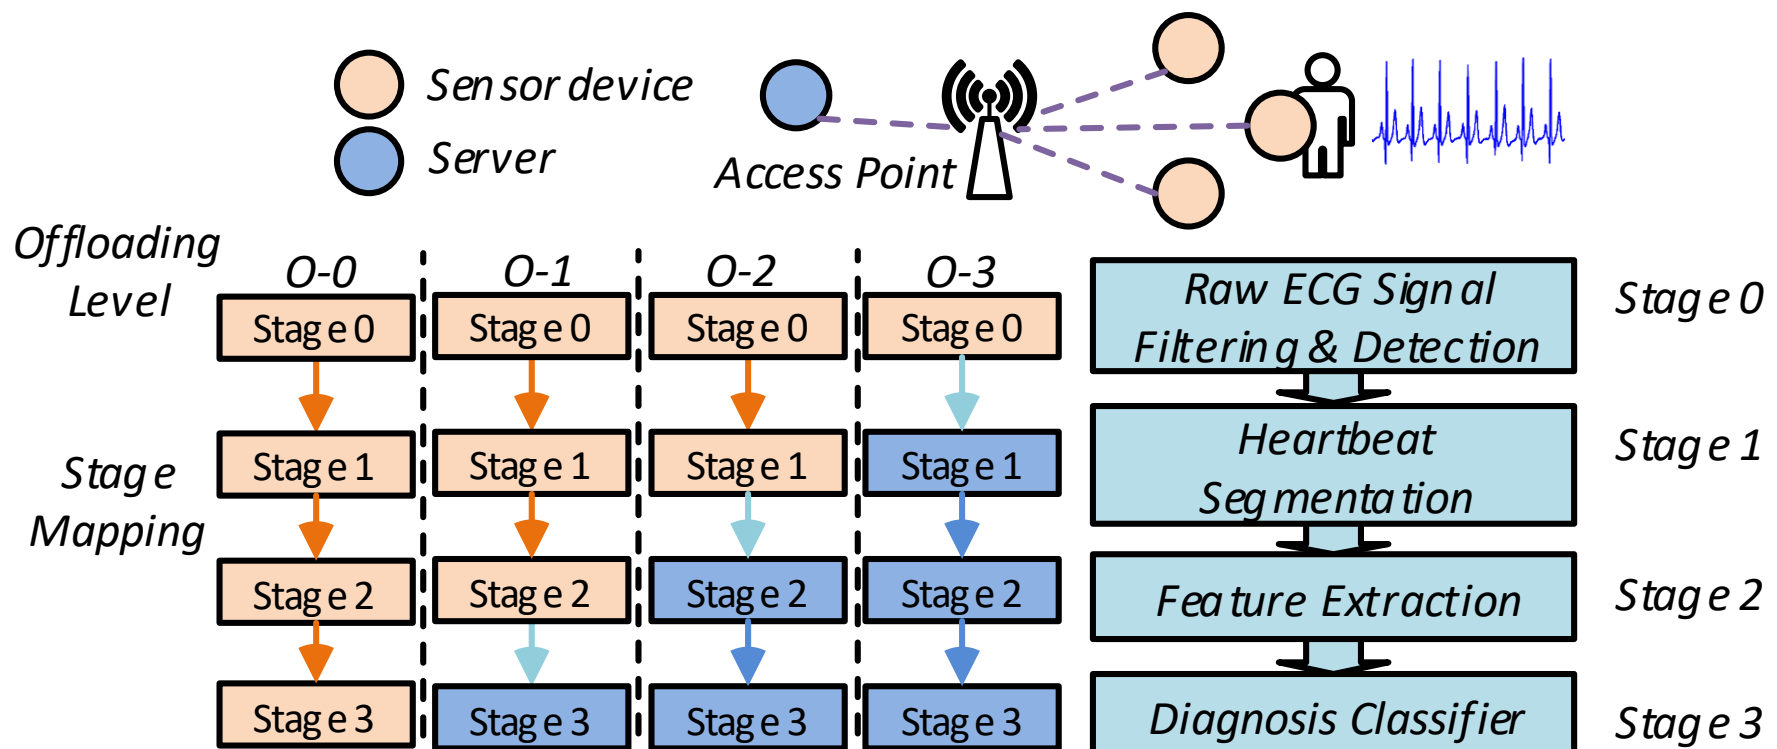 Sensor device
Server
Access Point
Offloading
Level
O-0
O-1
O-2
O-3
Stage 0
Stage 0
Stage 0
Stage 0
Raw ECG Signal
Filtering & Detection
Stage 0
Stage
Mapping
Stage 1
Stage 1
Stage 1
Stage 1
Heartbeat
Segmentation
Stage 1
Stage 2
Stage 2
Stage 2
Stage 2
Feature Extraction
Stage 2
Stage 3
Stage 3
Stage 3
Stage 3
Diagnosis Classifier
Stage 3